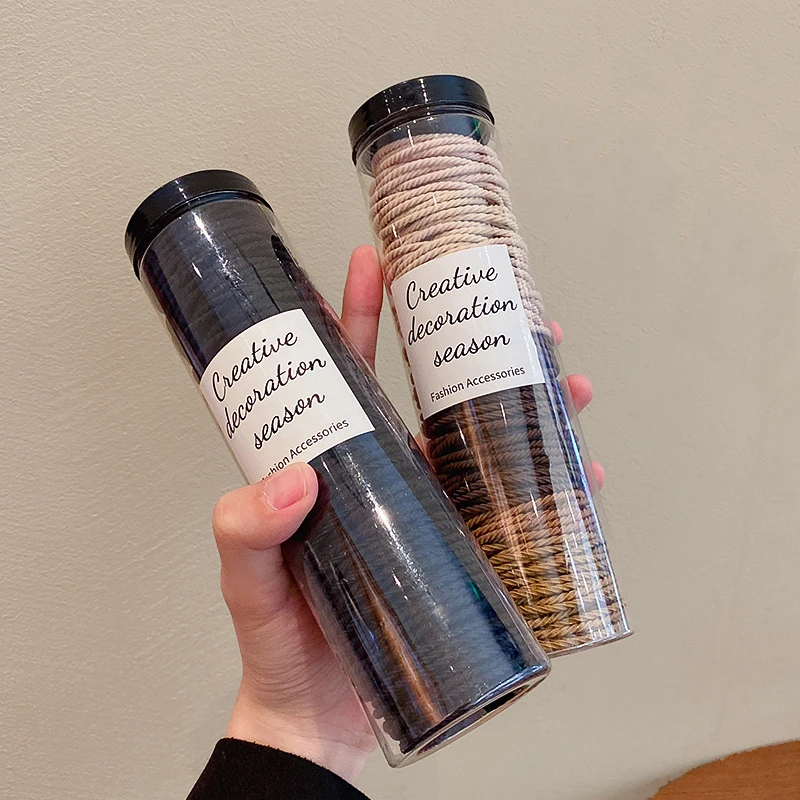 Creative
decoration
season
Fashion Accessories
Creative
decoration
season
Accessories